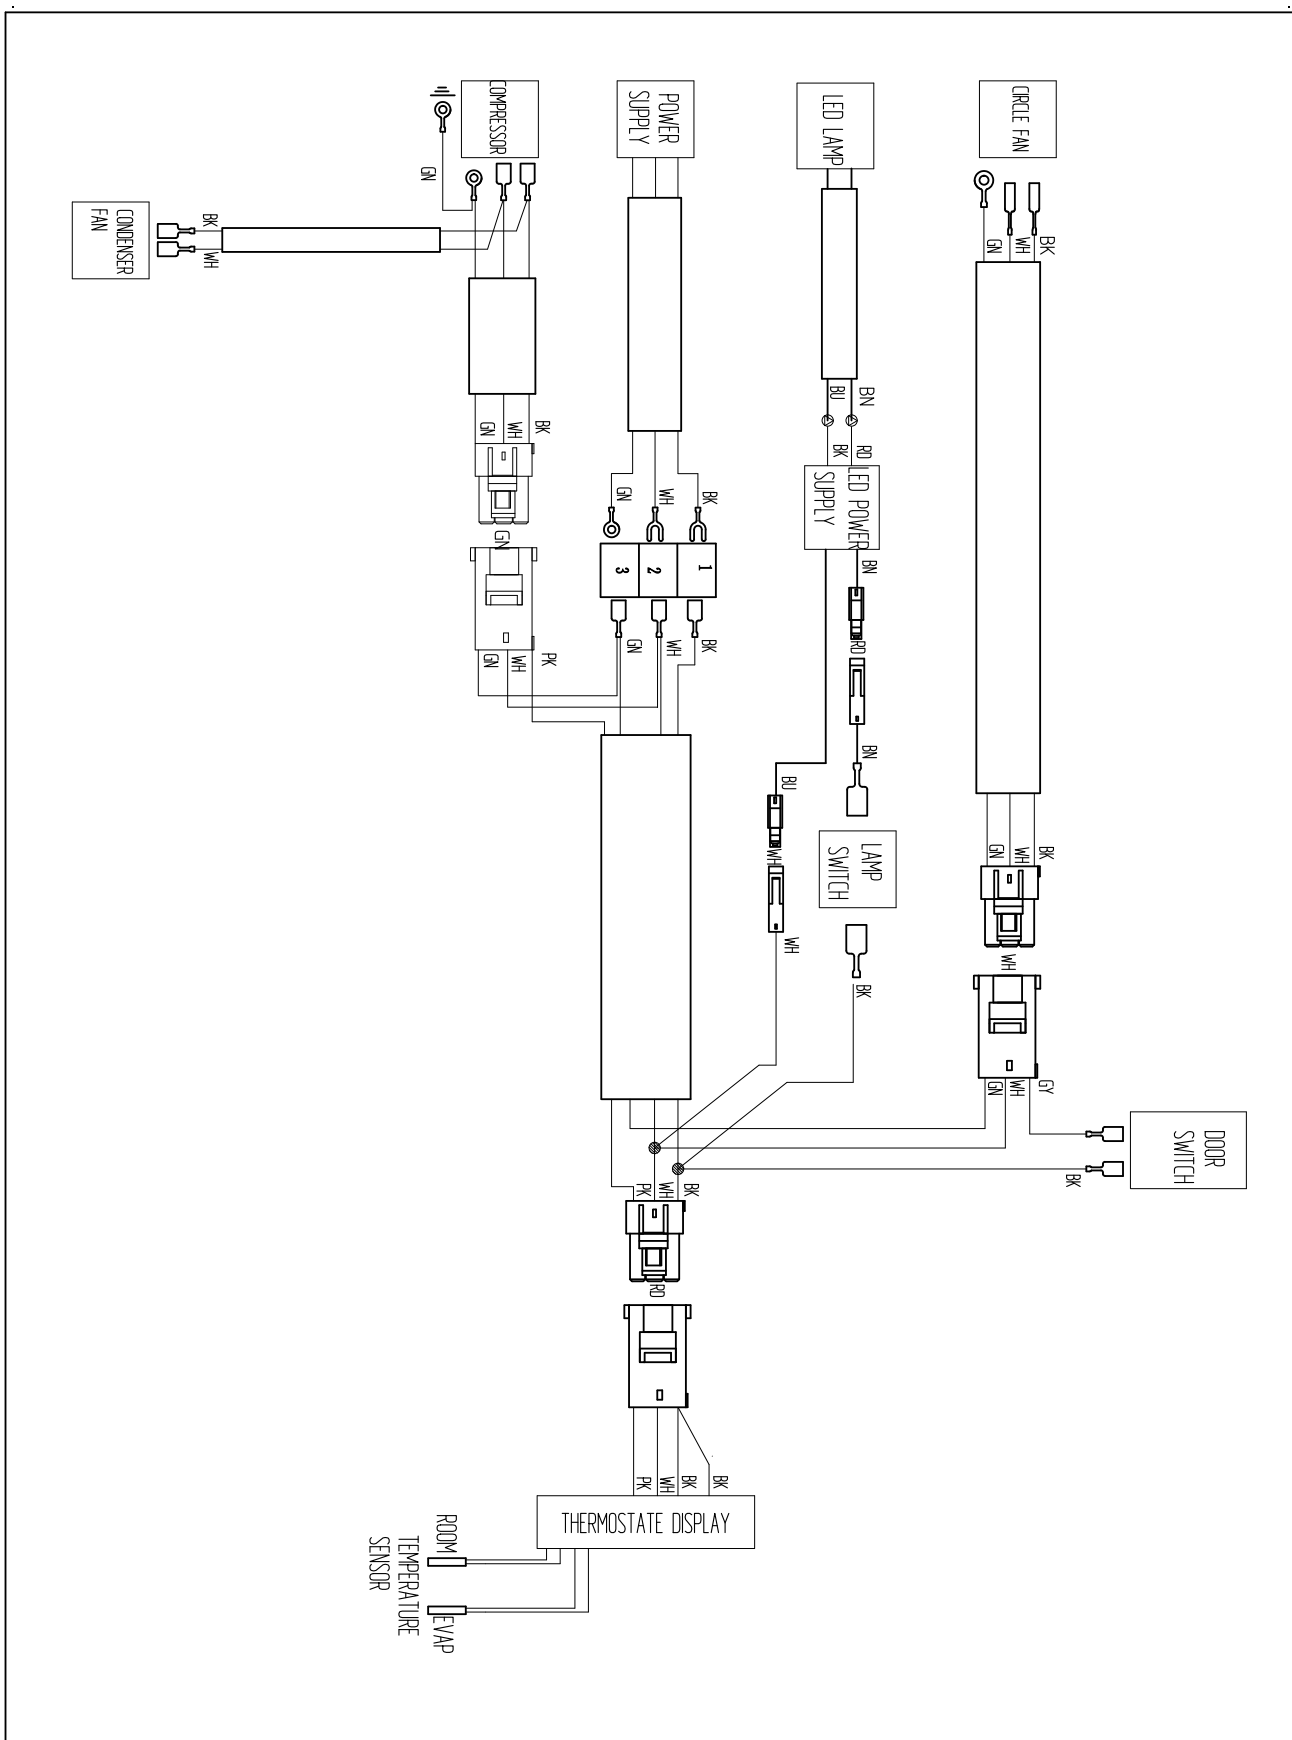 DOOR
SWITCH
BK
CIRCLE FAN
BK
WH
GN
BK
WH
GN
WH
GY
WH
GN
LED LAMP
BN
BU
RD
BK
LED POWER
SUPPLY
BN
RD
BN
LAMP
SWITCH
BK
BU
WH
WH
POWER
SUPPLY
BK
WH
GN
1
2
3
BK
WH
GN
BK
WH
PK
RD
BK
BK
WH
PK
THERMOSTATE DISPLAY
COMPRESSOR
GN
BK
WH
GN
GN
PK
WH
GN
ROOM
EVAP
TEMPERATURE
SENSOR
BK
WH
CONDENSER
FAN